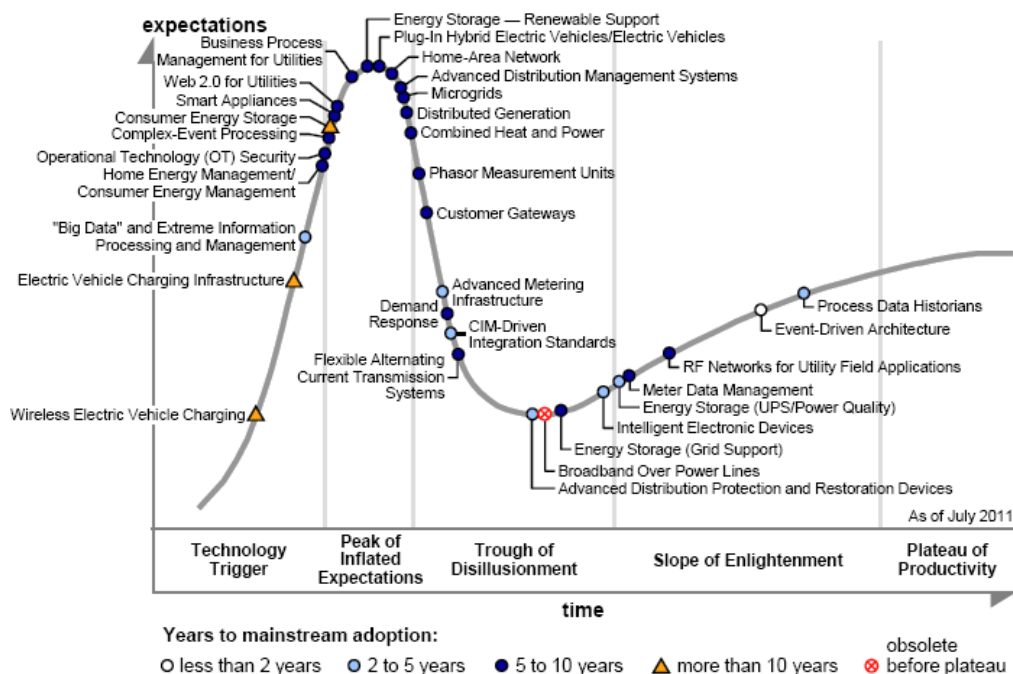 expectations
Energy Storage — Renewable Support
Plug-In Hybrid Electric Vehicles/Electric Vehicles
Business Process
Management for Utilities
Home-Area Network
Advanced Distribution Management Systems
Web 2.0 for Utilities
Microgrids
Smart Appliances
Distributed Generation
Consumer Energy Storage
Complex-Event Processing
Combined Heat and Power
Operational Technology (OT) Security
Home Energy Management/
Consumer Energy Management
Phasor Measurement Units
Customer Gateways
"Big Data" and Extreme Information
Processing and Management
Electric Vehicle Charging Infrastructure
Advanced Metering
Infrastructure
Demand
Response
CIM-Driven
Integration Standards
Flexible Alternating
Current Transmission
Systems
Process Data Historians
Event-Driven Architecture
RF Networks for Utility Field Applications
Meter Data Management
Energy Storage (UPS/Power Quality)
Intelligent Electronic Devices
Energy Storage (Grid Support)
Broadband Over Power Lines
Advanced Distribution Protection and Restoration Devices
Wireless Electric Vehicle Charging
As of July 2011
Technology
Trigger
Peak of
Inflated
Expectations
Trough of
Disillusionment
Slope of Enlightenment
Plateau of
Productivity
time
Years to mainstream adoption:
less than 2 years
2 to 5 years
5 to 10 years
more than 10 years
obsolete
before plateau